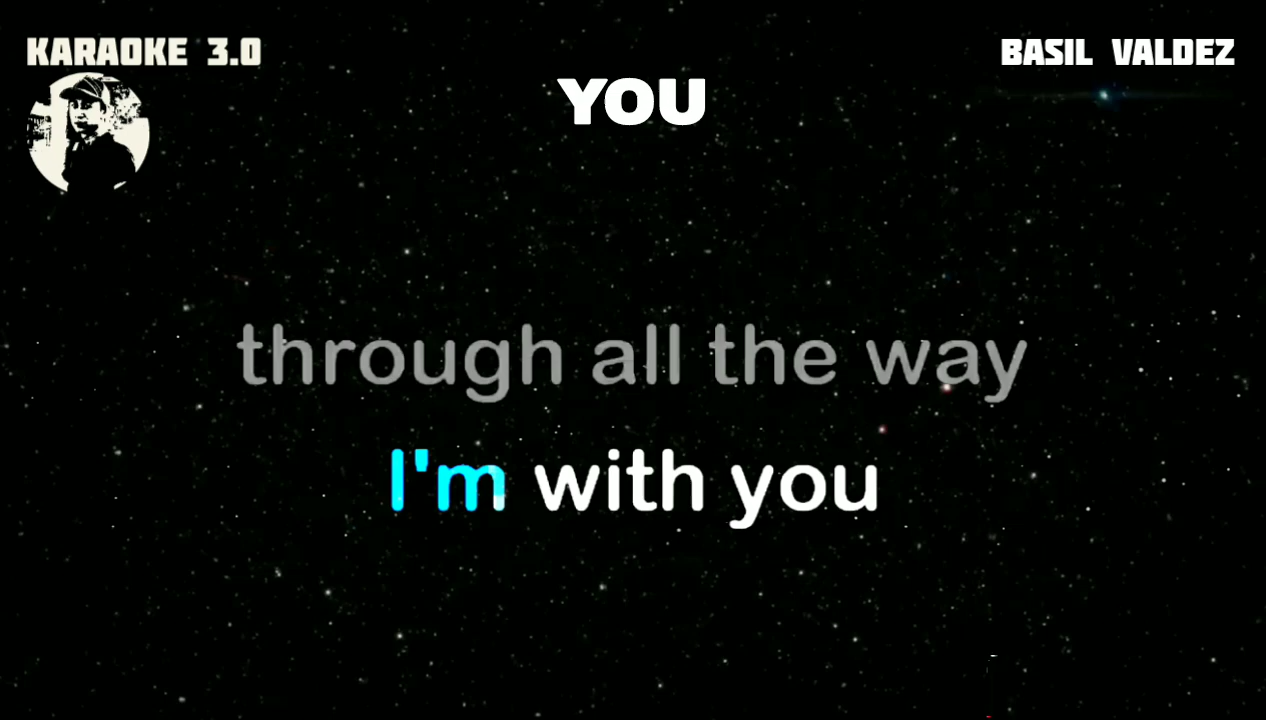 KARAOKE 3.0
BASIL VALDEZ
YOU
through all the way
I'm with you